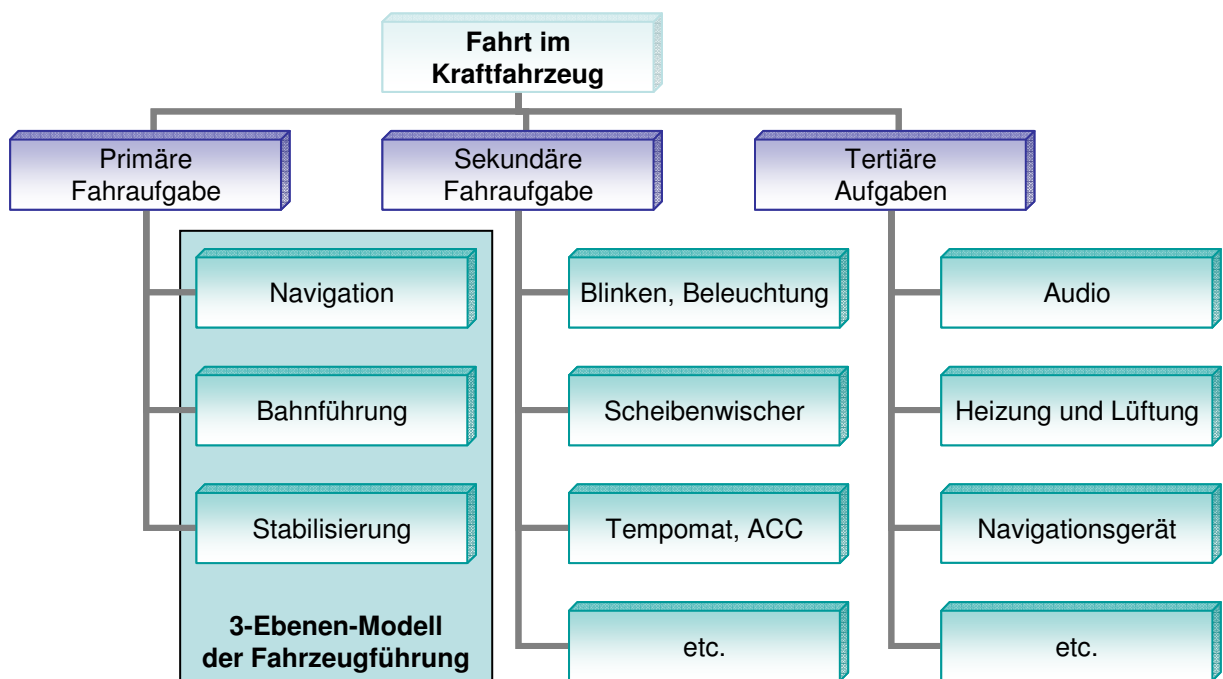 Fahrt im
Kraftfahrzeug
Primäre
Fahraufgabe
Sekundäre
Fahraufgabe
Tertiäre
Aufgaben
Navigation
Bahnführung
Stabilisierung
3-Ebenen-Modell
der Fahrzeugführung
Blinken, Beleuchtung
Scheibenwischer
Tempomat, ACC
etc.
Audio
Heizung und Lüftung
Navigationsgerät
etc.